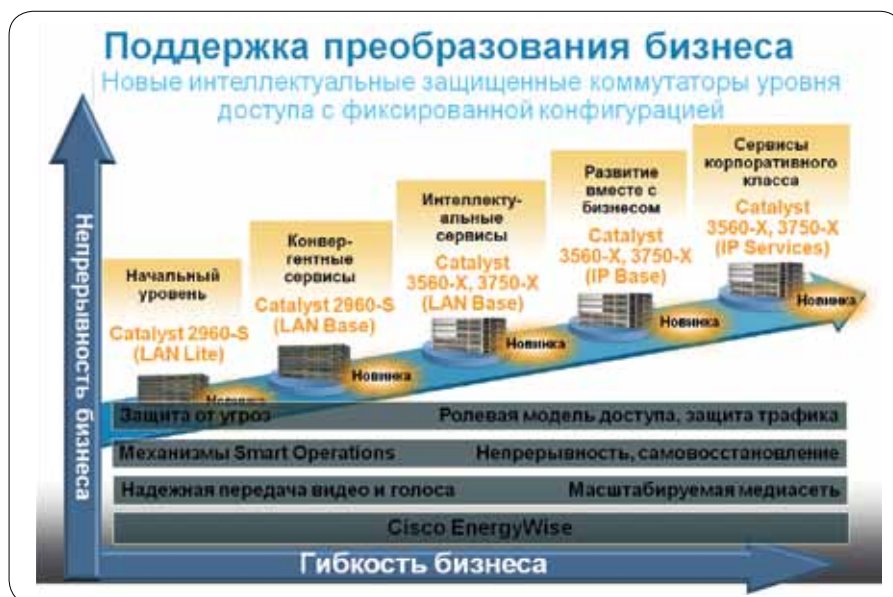 Поддержка преобразования бизнеса
Новые интеллектуальные защищенные коммутаторы уровня
доступа с фиксированной конфигурацией
Непрерывность бизнеса
Начальный
уровень
Catalyst 2960-S
(LAN Lite)
Новинка
Конвер-
гентные
сервисы
Catalyst 2960-S
(LAN Base)
Новинка
Интеллекту-
альные
сервисы
Catalyst
3560-X, 3750-X
(LAN Base)
Новинка
Развитие
вместе с
бизнесом
Catalyst
3560-X, 3750-X
(IP Base)
Новинка
Сервисы
корпоративного
класса
Catalyst
3560-X, 3750-X
(IP Services)
Новинка
Защита от угроз
Ролевая модель доступа, защита трафика
Механизмы Smart Operations
Непрерывность, самовосстановление
Надежная передача видео и голоса
Масштабируемая медиасеть
Cisco EnergyWise
Гибкость бизнеса